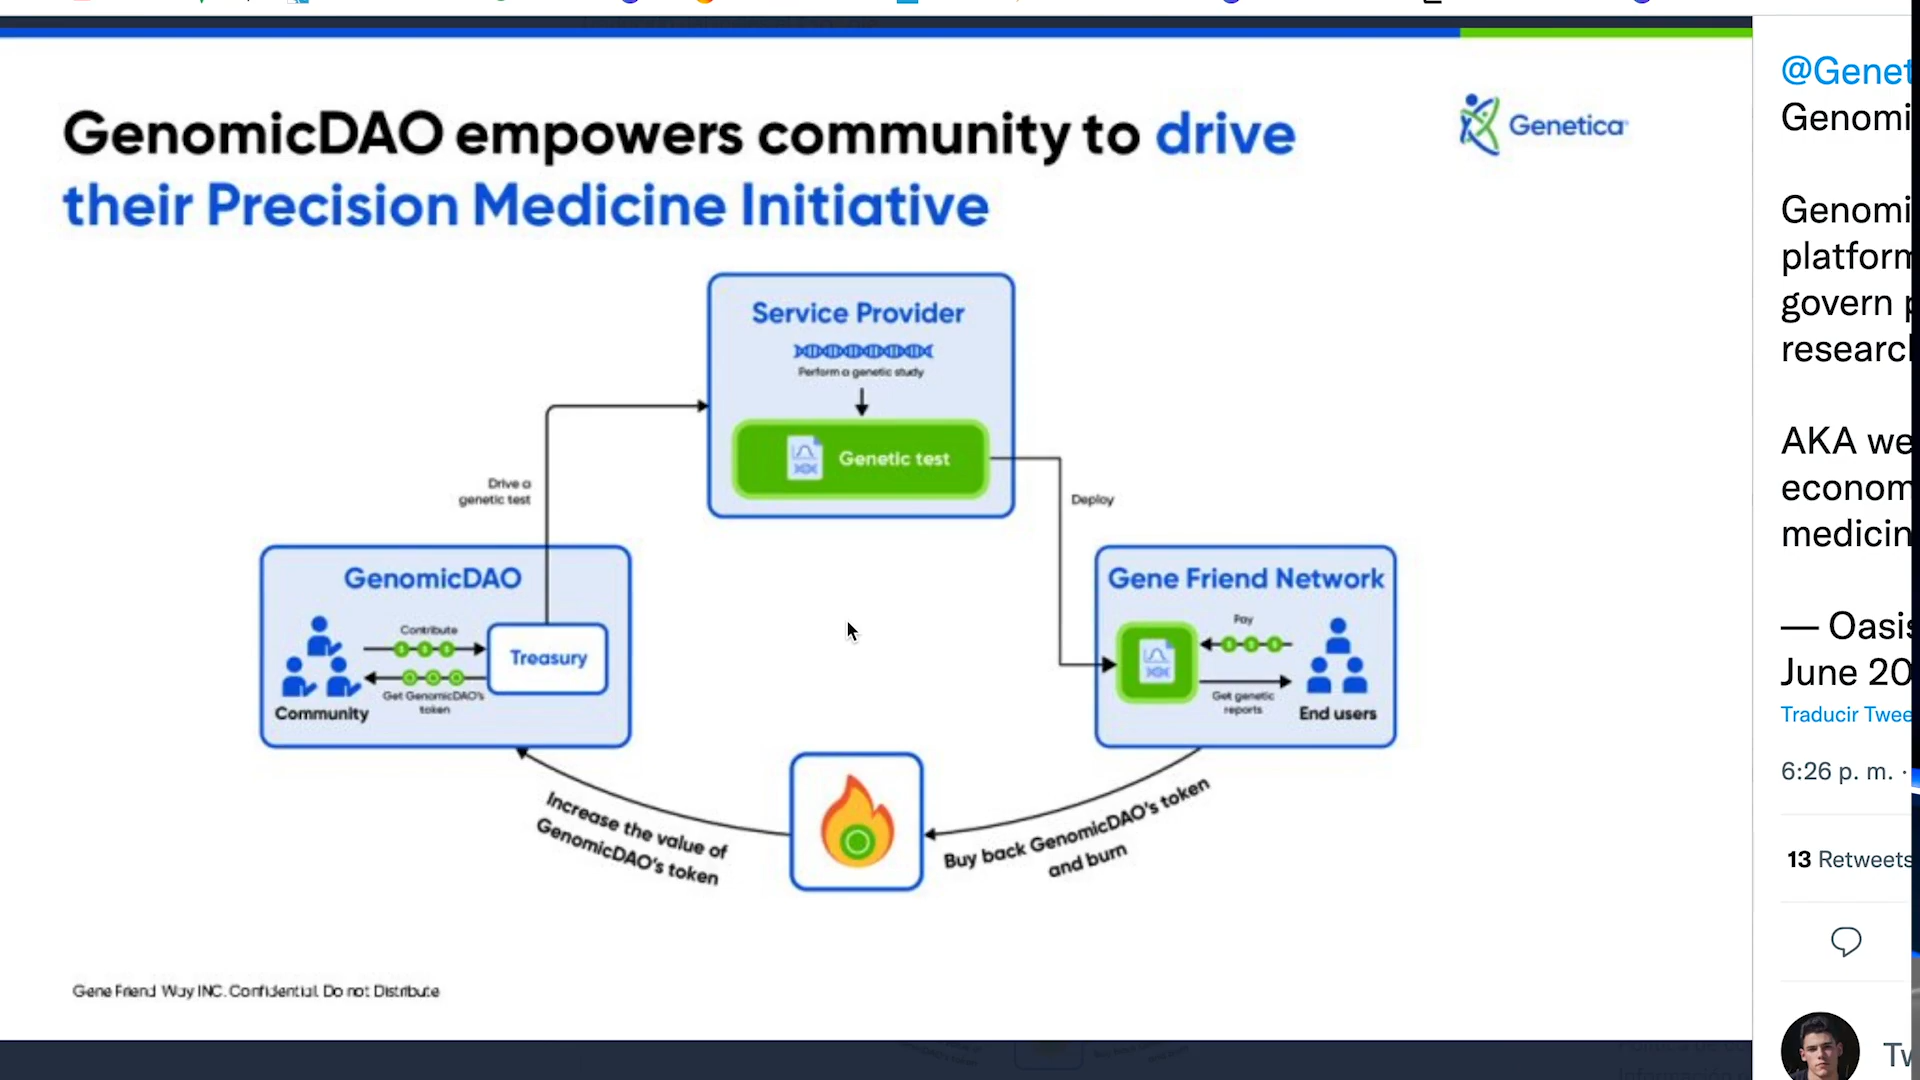 GenomicDAO empowers community to drive
their Precision Medicine Initiative
Genetica
Service Provider
Perform a genetic study
Genetic test
Drive a
genetic test
Deploy
GenomicDAO
Contribute
Treasury
Get GenomicDAO's
token
Community
Gene Friend Network
Pay
Get genetic
reports
End users
Increase the value of
GenomicDAO's token
Buy back GenomicDAO's token
and burn
Gene Friend Way INC. Confidential. Do not Distribute
@Genet
Genomi
Genomi
platform
govern p
research
AKA we
econom
medicin
— Oasis
June 20
Traducir Twee
6:26 p. m. ·
13 Retweets
Tw